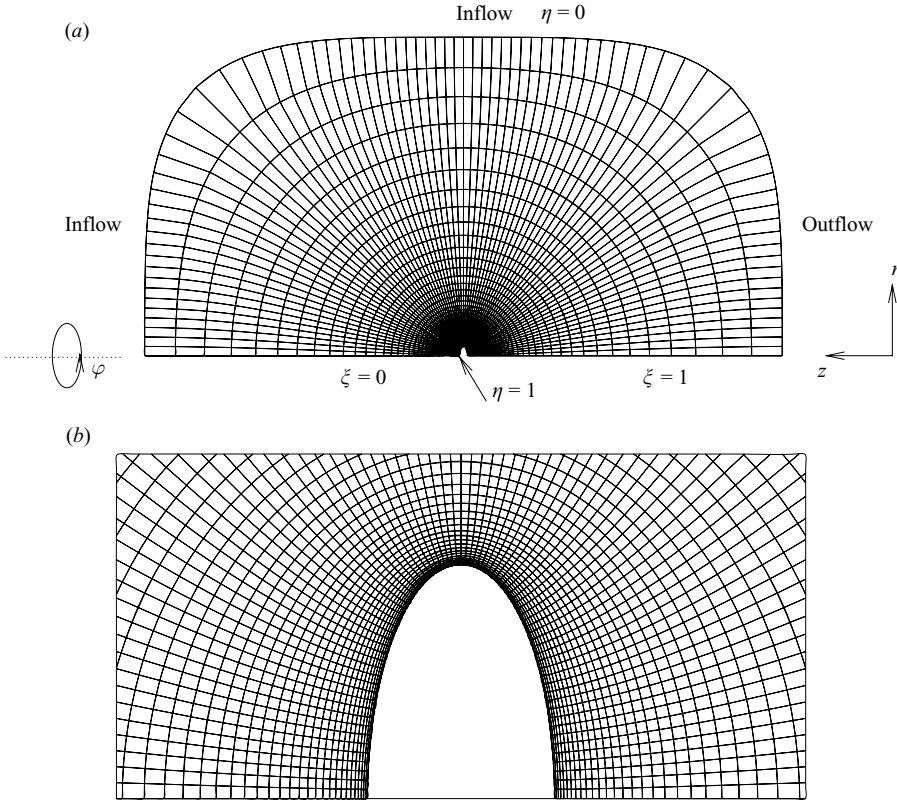 Inflow η = 0
(a)
Inflow
Outflow
r
φ
ξ = 0
ξ = 1
z
η = 1
(b)